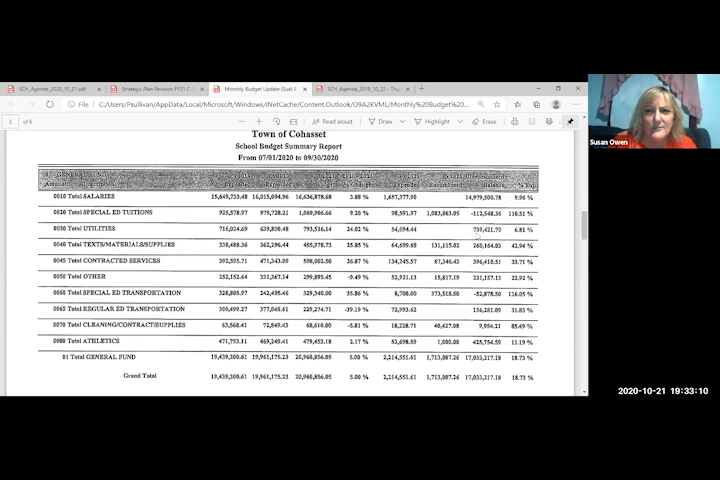 SCH_Agenda_2020_10_21.pdf Strategic Plan Revision FY21 C- Monthly Budget Update (Sue) (- SCH_Agenda_2019_10_22 - Thu
File C:/Users/Psullivan/AppData/Local/Microsoft/Windows/INetCache/Content.Outlook/O9A2KVML/Monthly%20Budget%20...
3 of 6 Read aloud Draw Highlight Erase
Town of Cohasset
School Budget Summary Report
From 07/01/2020 to 09/30/2020
GENERAL FUND
0010 Total SALARIES 15,649,733.48 16,015,094.96 16,636,878.68 3.88 % 1,657,377.90 14,979,500.78 9.96 %
0020 Total SPECIAL ED TUITIONS 925,878.97 979,728.21 1,069,906.66 9.20 % 98,591.97 1,083,863.05 -112,548.36 110.51 %
0030 Total UTILITIES 716,024.69 639,800.48 793,516.14 24.02 % 54,094.44 739,421.70 6.81 %
0040 Total TEXTS/MATERIALS/SUPPLIES 338,488.36 362,296.44 455,978.73 25.85 % 64,699.68 131,115.02 260,164.03 42.94 %
0045 Total CONTRACTED SERVICES 392,595.71 471,343.09 598,002.50 26.87 % 134,245.57 67,346.42 396,410.51 33.71 %
0050 Total OTHER 252,152.64 331,367.14 299,895.45 -9.49 % 52,921.13 15,817.19 231,157.13 22.92 %
0060 Total SPECIAL ED TRANSPORTATION 328,805.97 242,405.46 329,340.00 35.86 % 8,700.00 373,518.50 -52,878.50 116.05 %
0065 Total REGULAR ED TRANSPORTATION 300,499.27 377,040.61 229,274.71 -39.19 % 72,993.62 156,281.09 31.83 %
0070 Total CLEANING/CONTRACT/SUPPLIES 63,568.41 72,849.43 68,610.00 -5.81 % 18,228.71 40,427.08 9,954.21 85.49 %
0080 Total ATHLETICS 471,753.11 469,249.41 479,453.18 2.17 % 52,698.59 1,000.00 425,754.59 11.19 %
01 Total GENERAL FUND 19,439,300.61 19,961,175.23 20,960,856.05 5.00 % 2,214,551.61 1,713,087.26 17,033,217.18 18.73 %
Grand Total 19,439,300.61 19,961,175.23 20,960,856.05 5.00 % 2,214,551.61 1,713,087.26 17,033,217.18 18.73 %
Susan Owen
2020-10-21 19:33:10